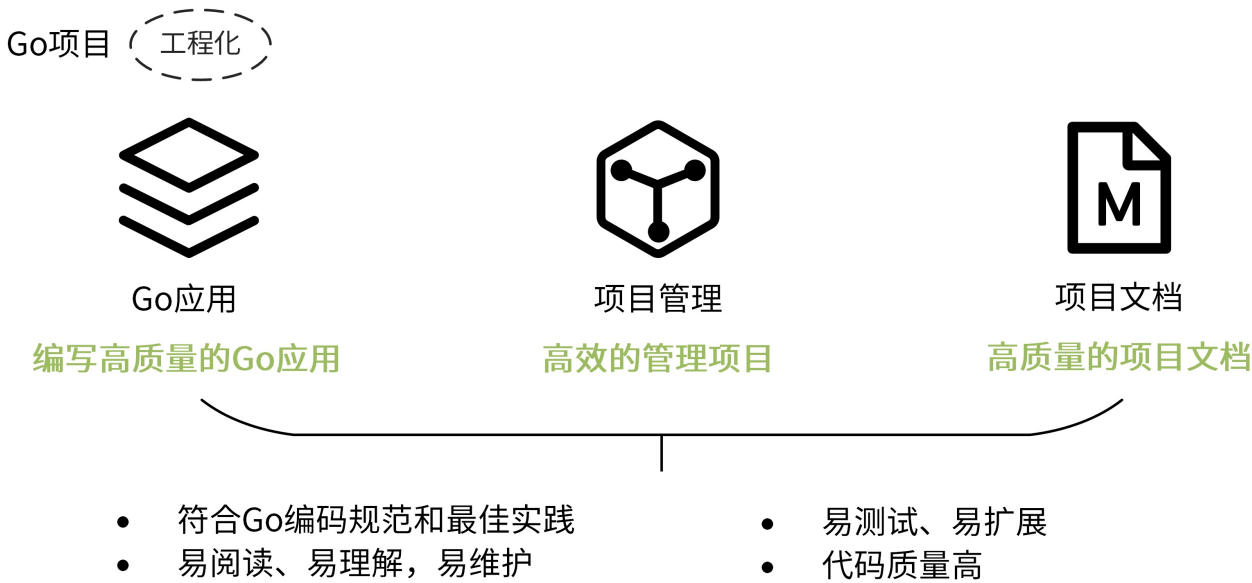 Go项目 工程化
M
Go应用 项目管理 项目文档
编写高质量的Go应用 高效的管理项目 高质量的项目文档
• 符合Go编码规范和最佳实践
• 易阅读、易理解，易维护
• 易测试、易扩展
• 代码质量高